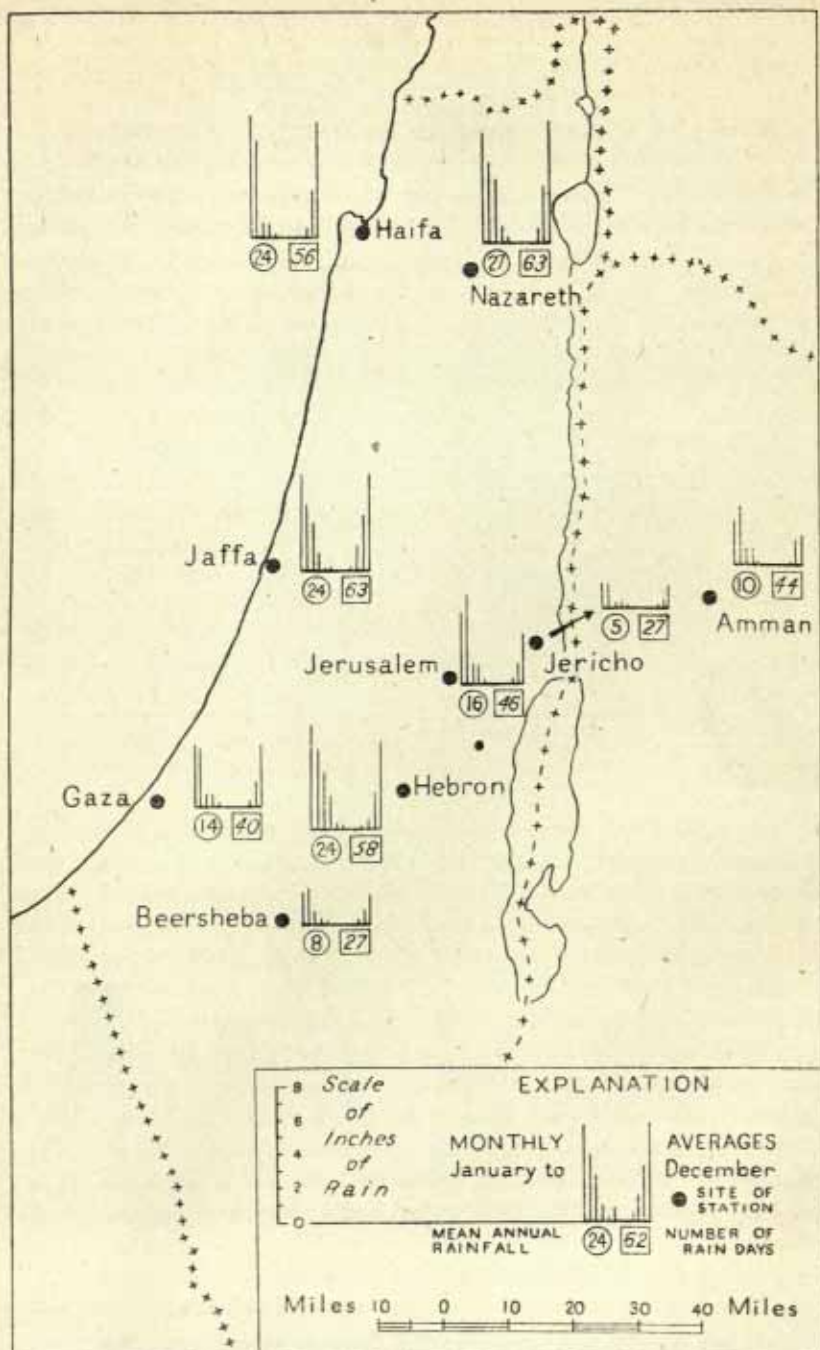 Haifa
24 56
27 63
Nazareth
Jaffa
24 63
10 44
Amman
5 27
Jerusalem
Jericho
16 46
Gaza
14 40
Hebron
24 58
Beersheba
8 27
EXPLANATION
8
6
4
2
0
Scale
of
Inches
of
Rain
MONTHLY AVERAGES
January to December
SITE OF
STATION
MEAN ANNUAL
RAINFALL
24 62
NUMBER OF
RAIN DAYS
Miles 10 0 10 20 30 40 Miles